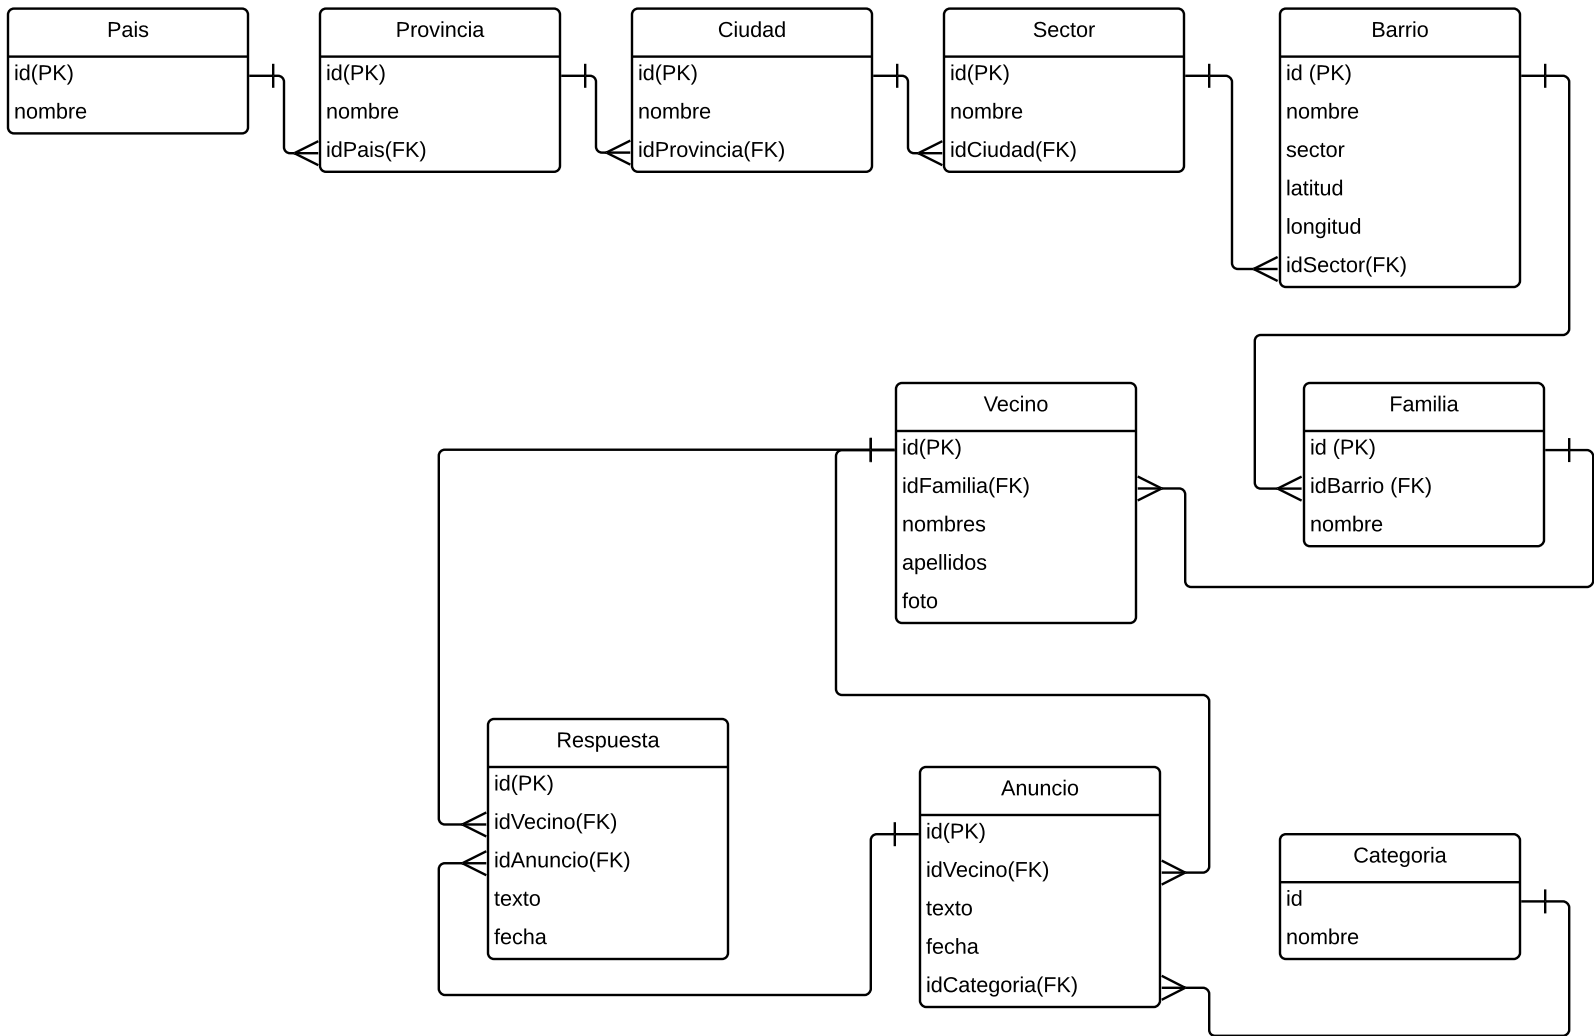 Pais
id(PK)
nombre
Provincia
id(PK)
nombre
idPais(FK)
Ciudad
id(PK)
nombre
idProvincia(FK)
Sector
id(PK)
nombre
idCiudad(FK)
Barrio
id (PK)
nombre
sector
latitud
longitud
idSector(FK)
Vecino
id(PK)
idFamilia(FK)
nombres
apellidos
foto
Familia
id (PK)
idBarrio (FK)
nombre
Respuesta
id(PK)
idVecino(FK)
idAnuncio(FK)
texto
fecha
Anuncio
id(PK)
idVecino(FK)
texto
fecha
idCategoria(FK)
Categoria
id
nombre